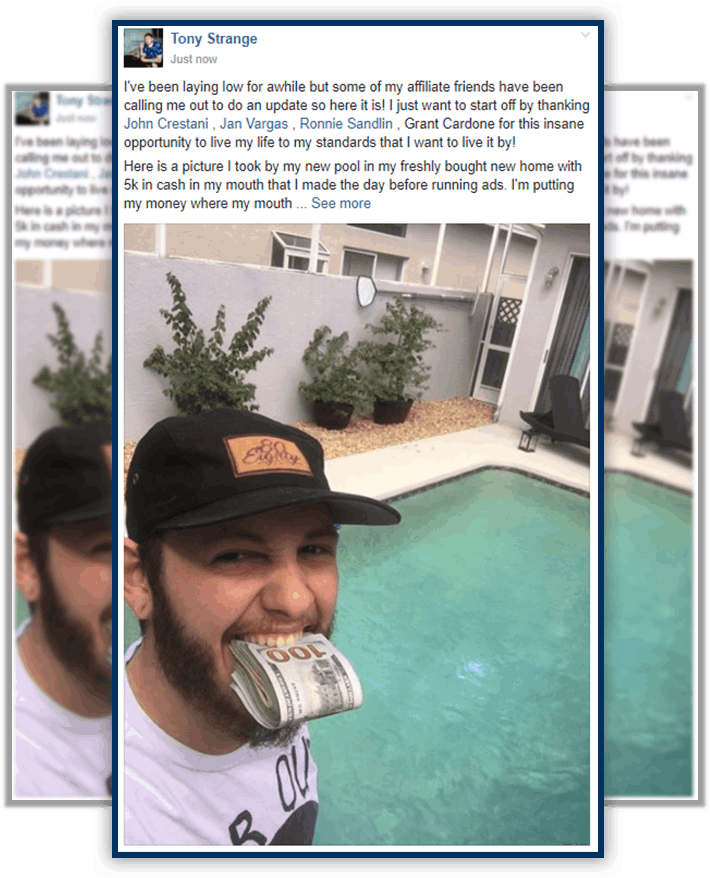 Tony Strange
Just now
I've been laying low for awhile but some of my affiliate friends have been
calling me out to do an update so here it is! I just want to start off by thanking
John Crestani , Jan Vargas , Ronnie Sandlin , Grant Cardone for this insane
opportunity to live my life to my standards that I want to live it by!
Here is a picture I took by my new pool in my freshly bought new home with
5k in cash in my mouth that I made the day before running ads. I'm putting
my money where my mouth ... See more
80
Eighty
100
R OU